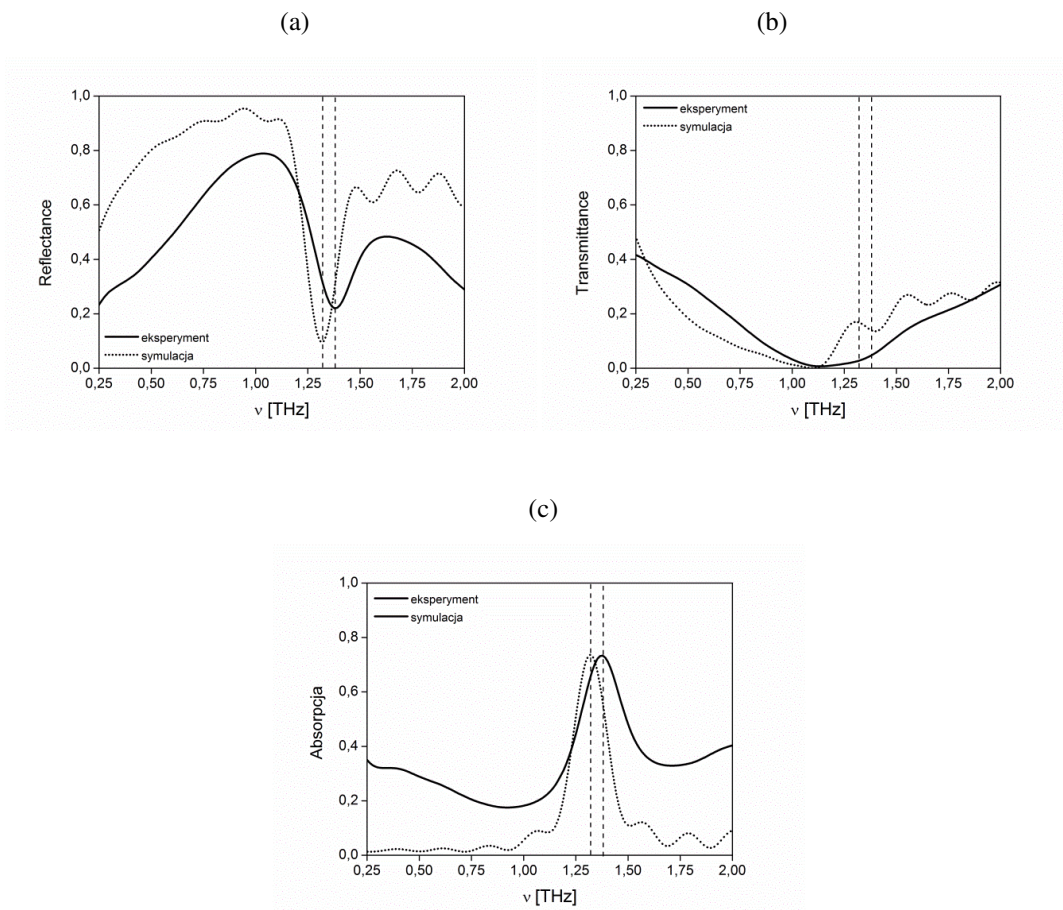 (a)
(b)
1,0
0,8
0,6
0,4
0,2
0,0
Reflectance
eksperyment
symulacja
0,25 0,50 0,75 1,00 1,25 1,50 1,75 2,00
ν [THz]
1,0
0,8
0,6
0,4
0,2
0,0
Transmittance
eksperyment
symulacja
0,25 0,50 0,75 1,00 1,25 1,50 1,75 2,00
ν [THz]
(c)
1,0
0,8
0,6
0,4
0,2
0,0
Absorpcja
eksperyment
symulacja
0,25 0,50 0,75 1,00 1,25 1,50 1,75 2,00
ν [THz]